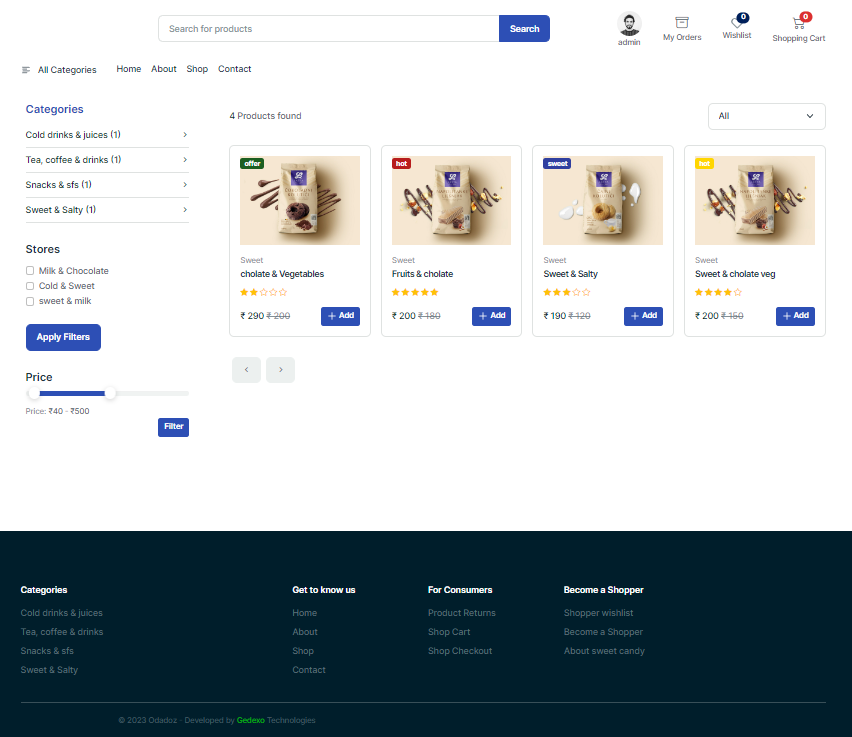 Search for products
Search
admin
My Orders
0
Wishlist
0
Shopping Cart
All Categories
Home
About
Shop
Contact
Categories
Cold drinks & juices (1)
Tea, coffee & drinks (1)
Snacks & sfs (1)
Sweet & Salty (1)
Stores
Milk & Chocolate
Cold & Sweet
sweet & milk
Apply Filters
Price
Price: ₹40 - ₹500
Filter
4 Products found
All
offer
Sweet
cholate & Vegetables
₹ 290 ₹ 200
+ Add
hot
Sweet
Fruits & cholate
₹ 200 ₹ 180
+ Add
sweet
Sweet
Sweet & Salty
₹ 190 ₹ 120
+ Add
hot
Sweet
Sweet & cholate veg
₹ 200 ₹ 150
+ Add
Categories
Cold drinks & juices
Tea, coffee & drinks
Snacks & sfs
Sweet & Salty
Get to know us
Home
About
Shop
Contact
For Consumers
Product Returns
Shop Cart
Shop Checkout
Become a Shopper
Shopper wishlist
Become a Shopper
About sweet candy
© 2023 Odadoz - Developed by Gedexo Technologies